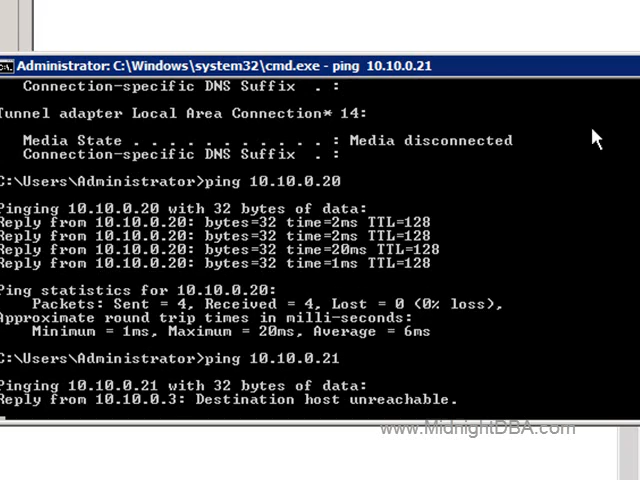 C:\. Administrator: C:\Windows\system32\cmd.exe - ping 10.10.0.21
Connection-specific DNS Suffix . :
Tunnel adapter Local Area Connection* 14:
Media State . . . . . . . . . . . : Media disconnected
Connection-specific DNS Suffix . :
C:\Users\Administrator>ping 10.10.0.20
Pinging 10.10.0.20 with 32 bytes of data:
Reply from 10.10.0.20: bytes=32 time=2ms TTL=128
Reply from 10.10.0.20: bytes=32 time=2ms TTL=128
Reply from 10.10.0.20: bytes=32 time=20ms TTL=128
Reply from 10.10.0.20: bytes=32 time=1ms TTL=128
Ping statistics for 10.10.0.20:
Packets: Sent = 4, Received = 4, Lost = 0 (0% loss),
Approximate round trip times in milli-seconds:
Minimum = 1ms, Maximum = 20ms, Average = 6ms
C:\Users\Administrator>ping 10.10.0.21
Pinging 10.10.0.21 with 32 bytes of data:
Reply from 10.10.0.3: Destination host unreachable.
www.MidnightDBA.com